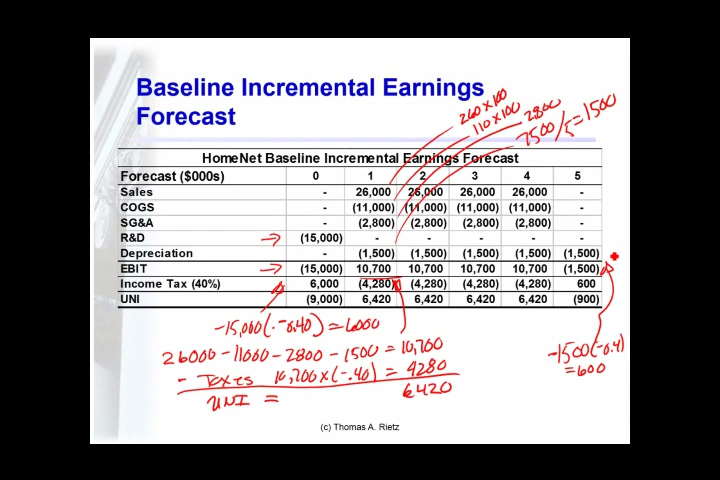 Baseline Incremental Earnings
Forecast
260x100
110x100
2800
7500/5=1500
HomeNet Baseline Incremental Earnings Forecast
Forecast ($000s) 0 1 2 3 4 5
Sales - 26,000 26,000 26,000 26,000 -
COGS - (11,000) (11,000) (11,000) (11,000) -
SG&A - (2,800) (2,800) (2,800) (2,800) -
R&D (15,000) - - - - -
Depreciation - (1,500) (1,500) (1,500) (1,500) (1,500)
EBIT (15,000) 10,700 10,700 10,700 10,700 (1,500)
Income Tax (40%) 6,000 (4,280) (4,280) (4,280) (4,280) 600
UNI (9,000) 6,420 6,420 6,420 6,420 (900)
-15,000(-0.40)=6000
26000-11000-2800-1500=10,700
- Taxes 10,700x(-.40) = 4280
UNI = 6420
-1500(-0.4)
=600
(c) Thomas A. Rietz